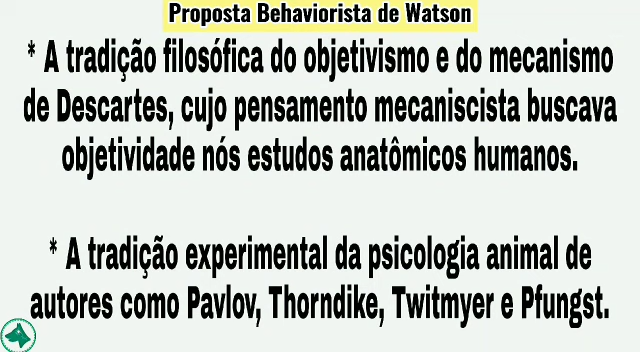 Proposta Behaviorista de Watson
* A tradição filosófica do objetivismo e do mecanismo
de Descartes, cujo pensamento mecaniscista buscava
objetividade nós estudos anatômicos humanos.
* A tradição experimental da psicologia animal de
autores como Pavlov, Thorndike, Twitmyer e Pfungst.